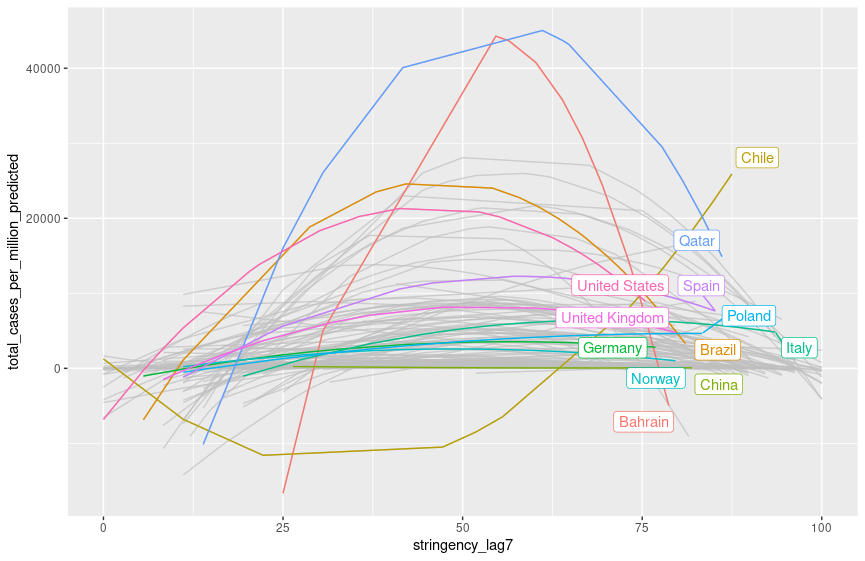 total_cases_per_million_predicted
40000
20000
0
Chile
Qatar
United States
Spain
United Kingdom
Poland
Germany
Brazil
Italy
Norway
China
Bahrain
0
25
50
75
100
stringency_lag7